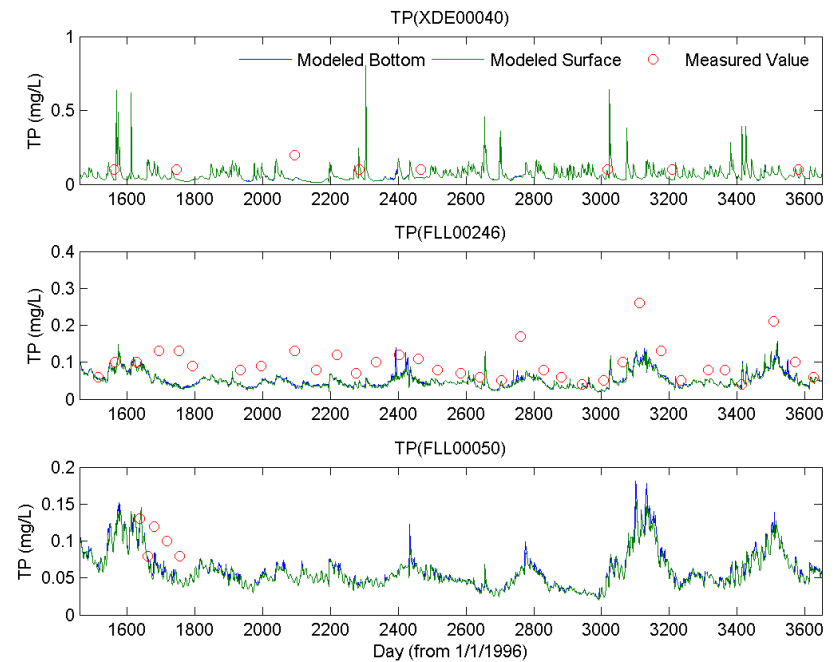 TP(XDE00040)
1
0.5
0
TP (mg/L)
Modeled Bottom
Modeled Surface
Measured Value
1600 1800 2000 2200 2400 2600 2800 3000 3200 3400 3600
TP(FLL00246)
0.4
0.3
0.2
0.1
0
TP (mg/L)
1600 1800 2000 2200 2400 2600 2800 3000 3200 3400 3600
TP(FLL00050)
0.2
0.15
0.1
0.05
0
TP (mg/L)
1600 1800 2000 2200 2400 2600 2800 3000 3200 3400 3600
Day (from 1/1/1996)